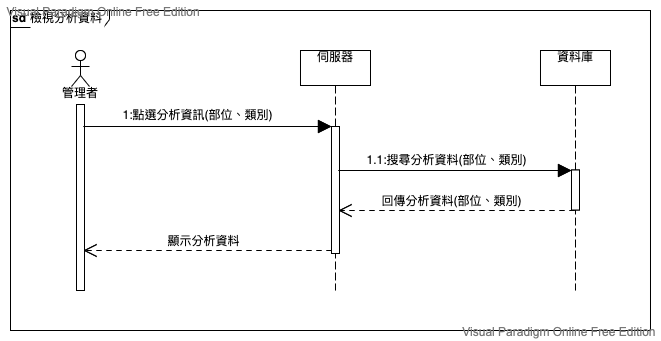 Visual Paradigm Online Free Edition
sd 檢視分析資料
伺服器
資料庫
管理者
1:點選分析資訊(部位、類別)
1.1:搜尋分析資料(部位、類別)
回傳分析資料(部位、類別)
顯示分析資料
Visual Paradigm Online Free Edition